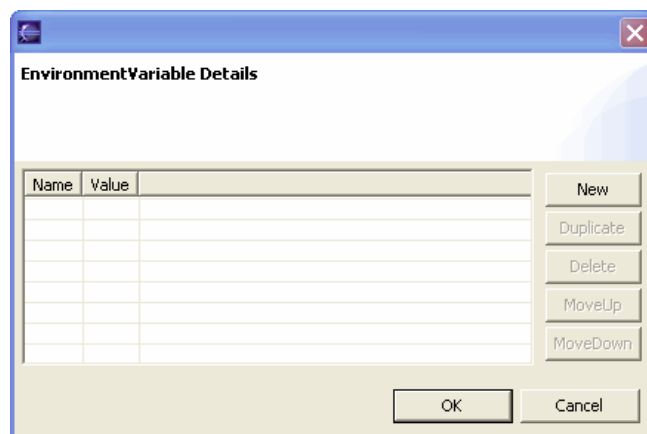 EnvironmentVariable Details
Name Value
New
Duplicate
Delete
MoveUp
MoveDown
OK Cancel